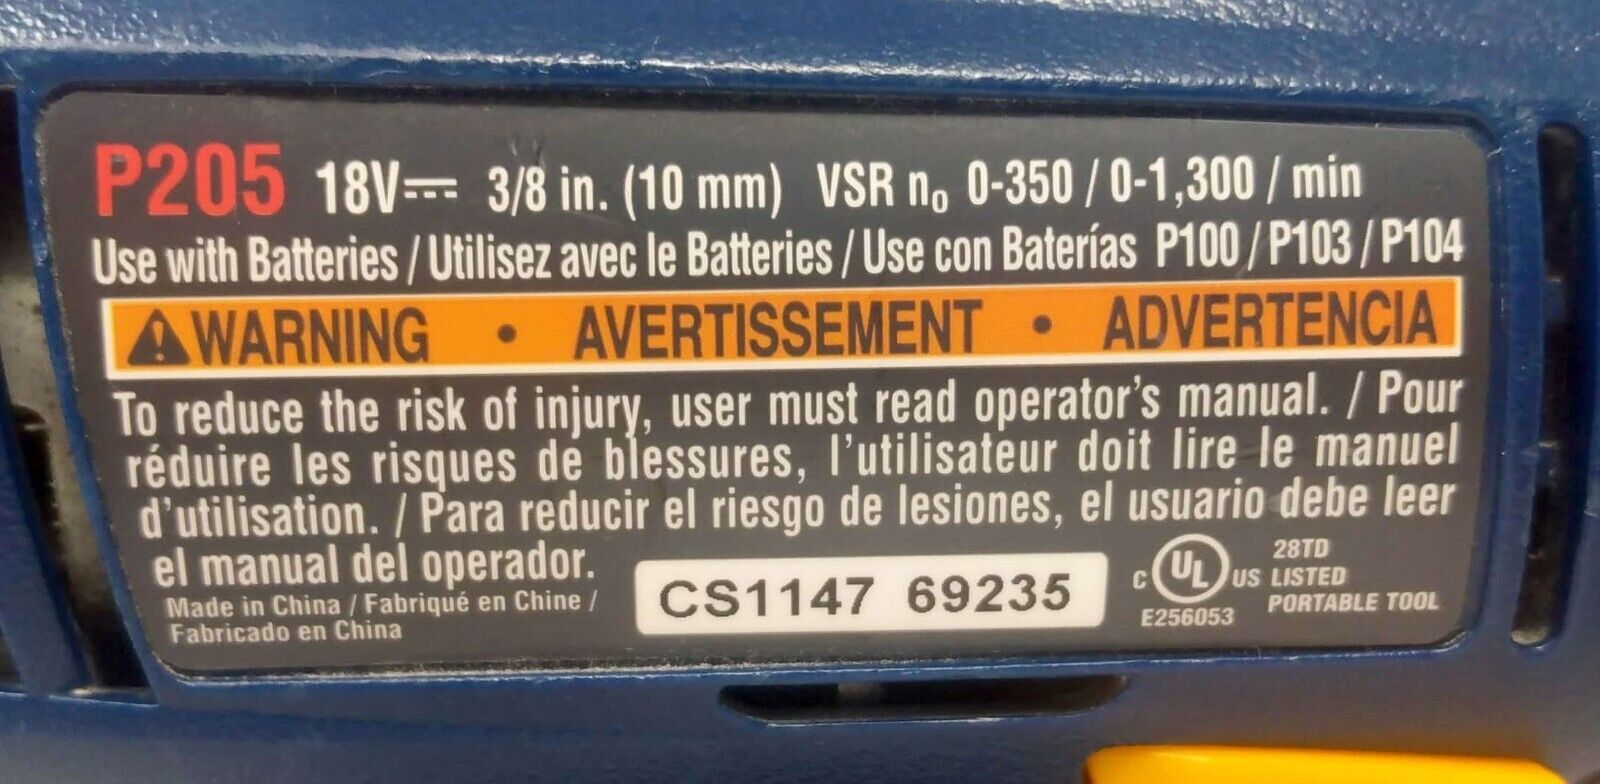 P205 18V⎓ 3/8 in. (10 mm) VSR n₀ 0-350 / 0-1,300 / min
Use with Batteries / Utilisez avec le Batteries / Use con Baterías P100 / P103 / P104
⚠WARNING • AVERTISSEMENT • ADVERTENCIA
To reduce the risk of injury, user must read operator's manual. / Pour
réduire les risques de blessures, l'utilisateur doit lire le manuel
d'utilisation. / Para reducir el riesgo de lesiones, el usuario debe leer
el manual del operador.
Made in China / Fabriqué en Chine /
Fabricado en China
CS1147 69235
C UL US
E256053
28TD
LISTED
PORTABLE TOOL